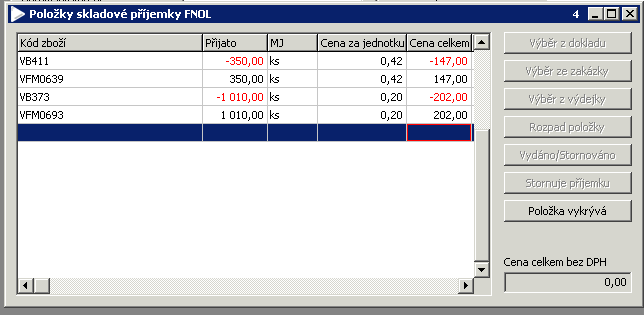 Položky skladové příjemky FNOL 4
Kód zboží Přijato MJ Cena za jednotku Cena celkem
VB411 -350,00 ks 0,42 -147,00
VFM0639 350,00 ks 0,42 147,00
VB373 -1 010,00 ks 0,20 -202,00
VFM0693 1 010,00 ks 0,20 202,00
Výběr z dokladu
Výběr ze zakázky
Výběr z výdejky
Rozpad položky
Vydáno/Stornováno
Stornuje příjemku
Položka vykrývá
Cena celkem bez DPH
0,00